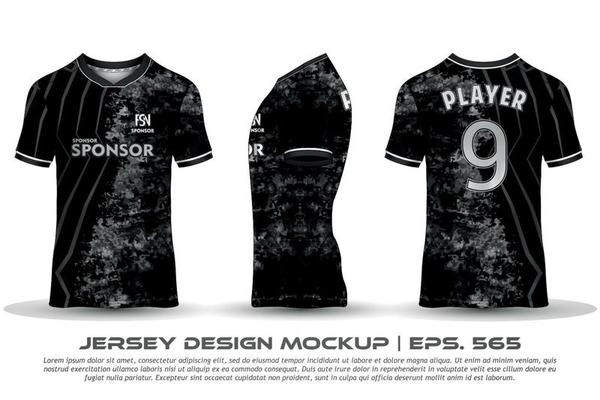 FSN
SPONSOR
SPONSOR
SPONSOR
SOR
PLAYER
9
JERSEY DESIGN MOCKUP | EPS. 565
Lorem ipsum dolor sit amet, consectetur adipiscing elit, sed do eiusmod tempor incididunt ut labore et dolore magna aliqua. Ut enim ad minim veniam, quis
nostrud exercitation ullamco laboris nisi ut aliquip ex ea commodo consequat. Duis aute irure dolor in reprehenderit in voluptate velit esse cillum dolore eu
fugiat nulla pariatur. Excepteur sint occaecat cupidatat non proident, sunt in culpa qui officia deserunt mollit anim id est laborum.